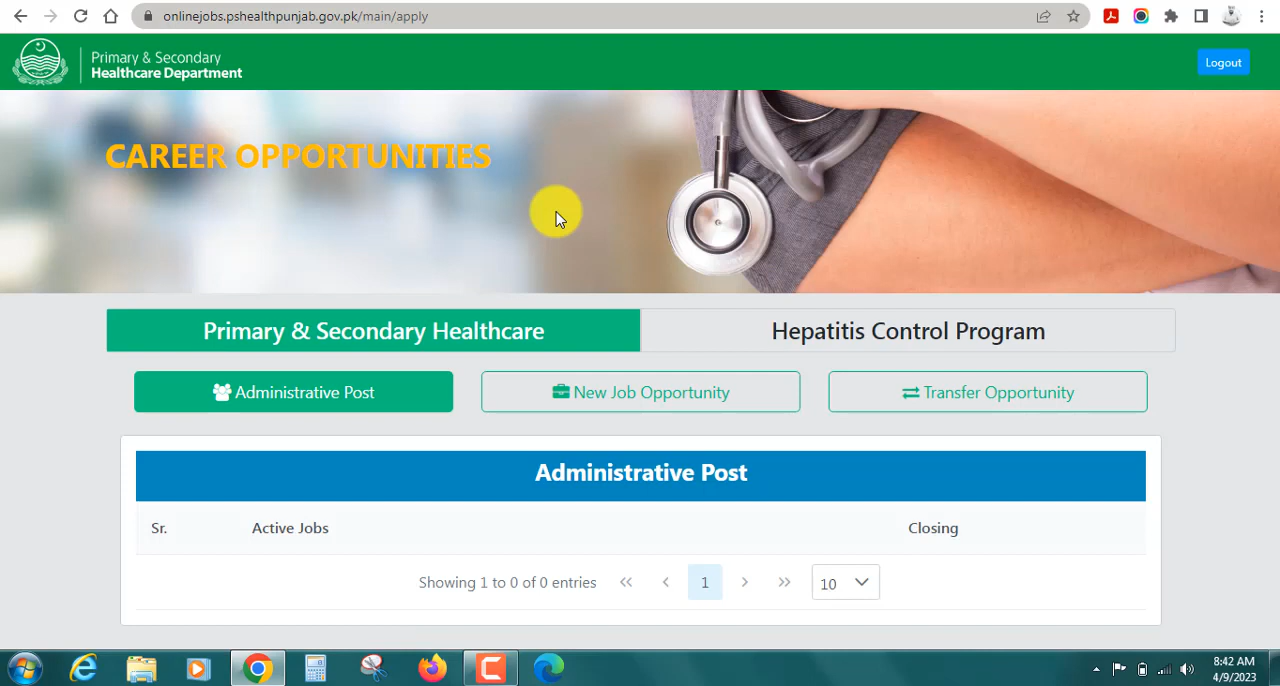 onlinejobs.pshealthpunjab.gov.pk/main/apply
Primary & Secondary
Healthcare Department
Logout
CAREER OPPORTUNITIES
Primary & Secondary Healthcare
Hepatitis Control Program
Administrative Post
New Job Opportunity
Transfer Opportunity
Administrative Post
Sr.
Active Jobs
Closing
Showing 1 to 0 of 0 entries
1
10
8:42 AM
4/9/2023